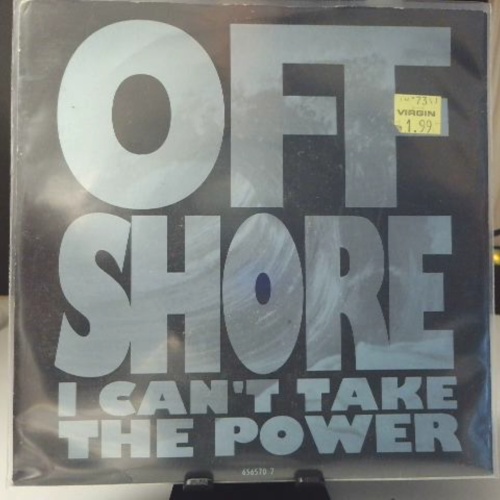 OFF
VIRGIN
1.99
SHORE
I CAN'T TAKE
THE POWER
656570 7